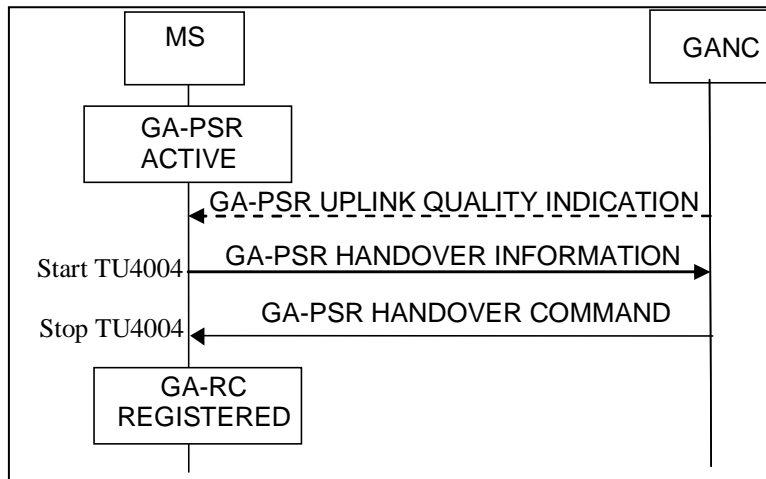 MS
GANC
GA-PSR
ACTIVE
GA-PSR UPLINK QUALITY INDICATION
Start TU4004
GA-PSR HANDOVER INFORMATION
GA-PSR HANDOVER COMMAND
Stop TU4004
GA-RC
REGISTERED